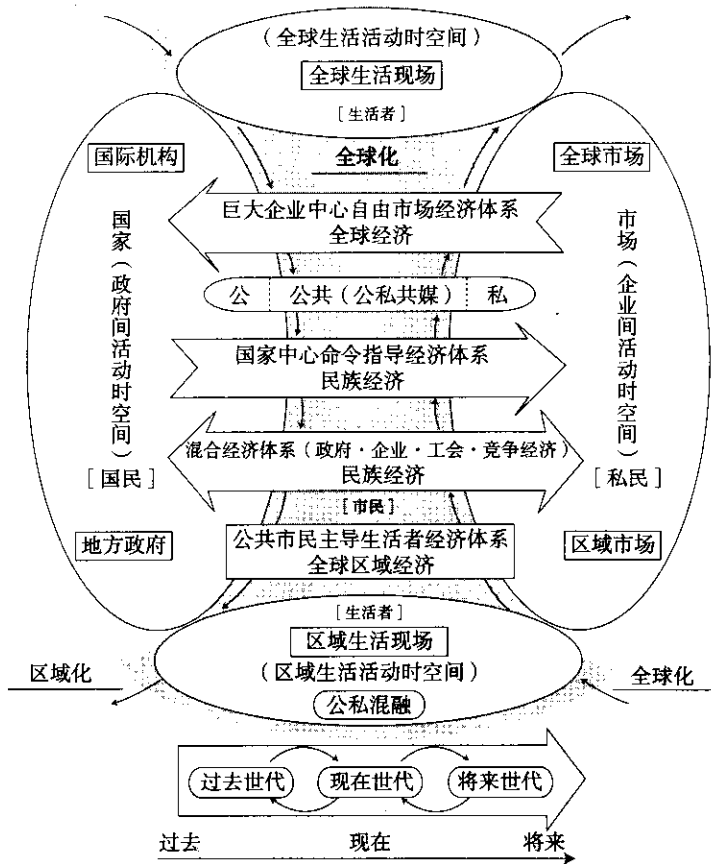 （全球生活活动时空间）
全球生活现场
［生活者］
国际机构
全球化
全球市场
巨大企业中心自由市场经济体系
全球经济
国家（政府间活动时空间）
市场（企业间活动时空间）
公 公共（公私共媒） 私
国家中心命令指导经济体系
民族经济
混合经济体系（政府·企业·工会·竞争经济）
民族经济
［国民］
［私民］
［市民］
地方政府
公共市民主导生活者经济体系
全球区域经济
区域市场
［生活者］
区域生活现场
（区域生活活动时空间）
公私混融
区域化
全球化
过去世代 现在世代 将来世代
过去 现在 将来